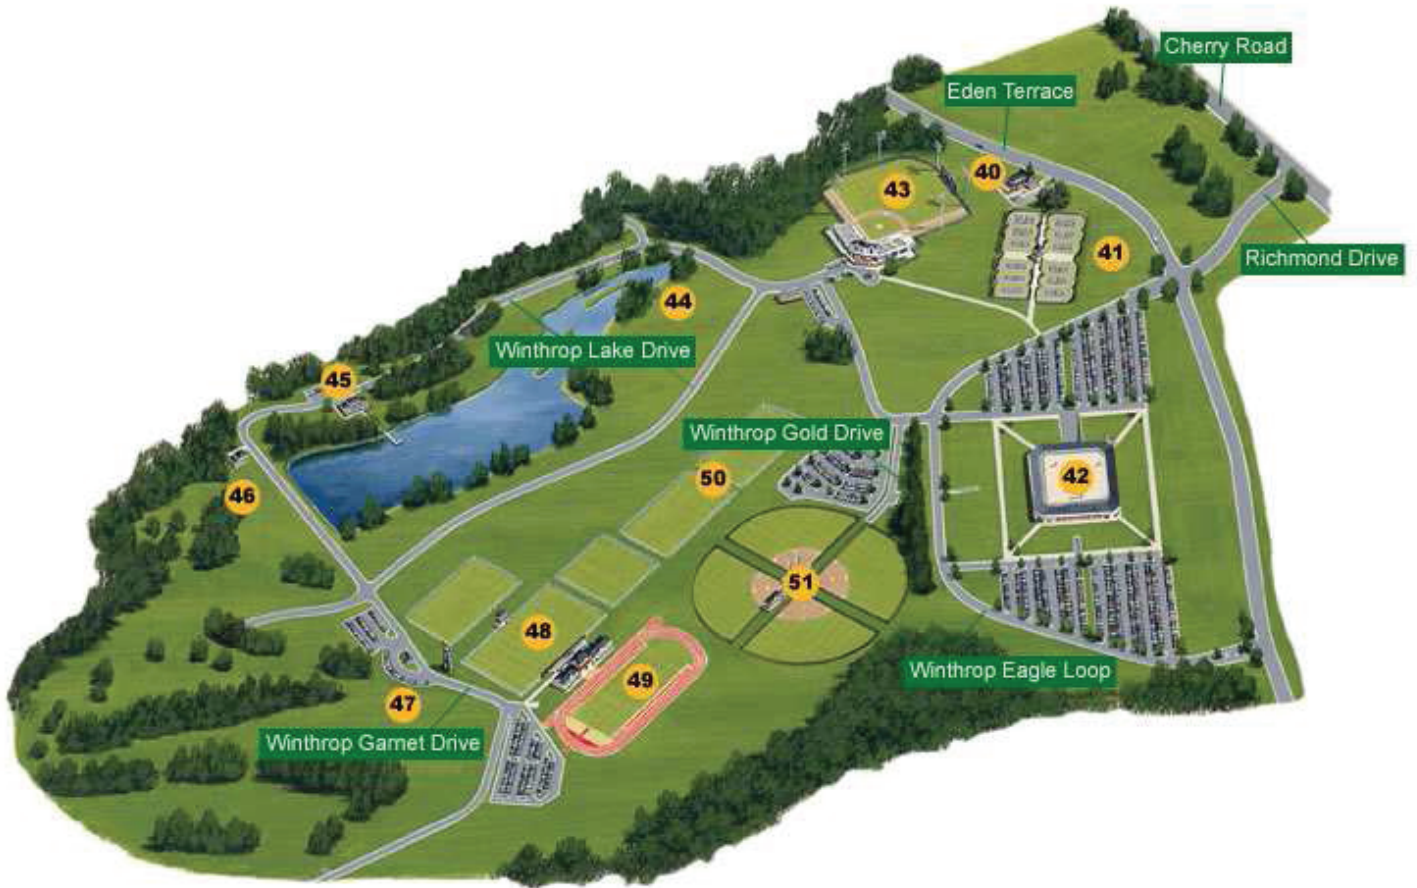 Cherry Road
Eden Terrace
40
43
41
Richmond Drive
44
Winthrop Lake Drive
45
Winthrop Gold Drive
42
50
46
51
48
Winthrop Eagle Loop
49
47
Winthrop Garnet Drive